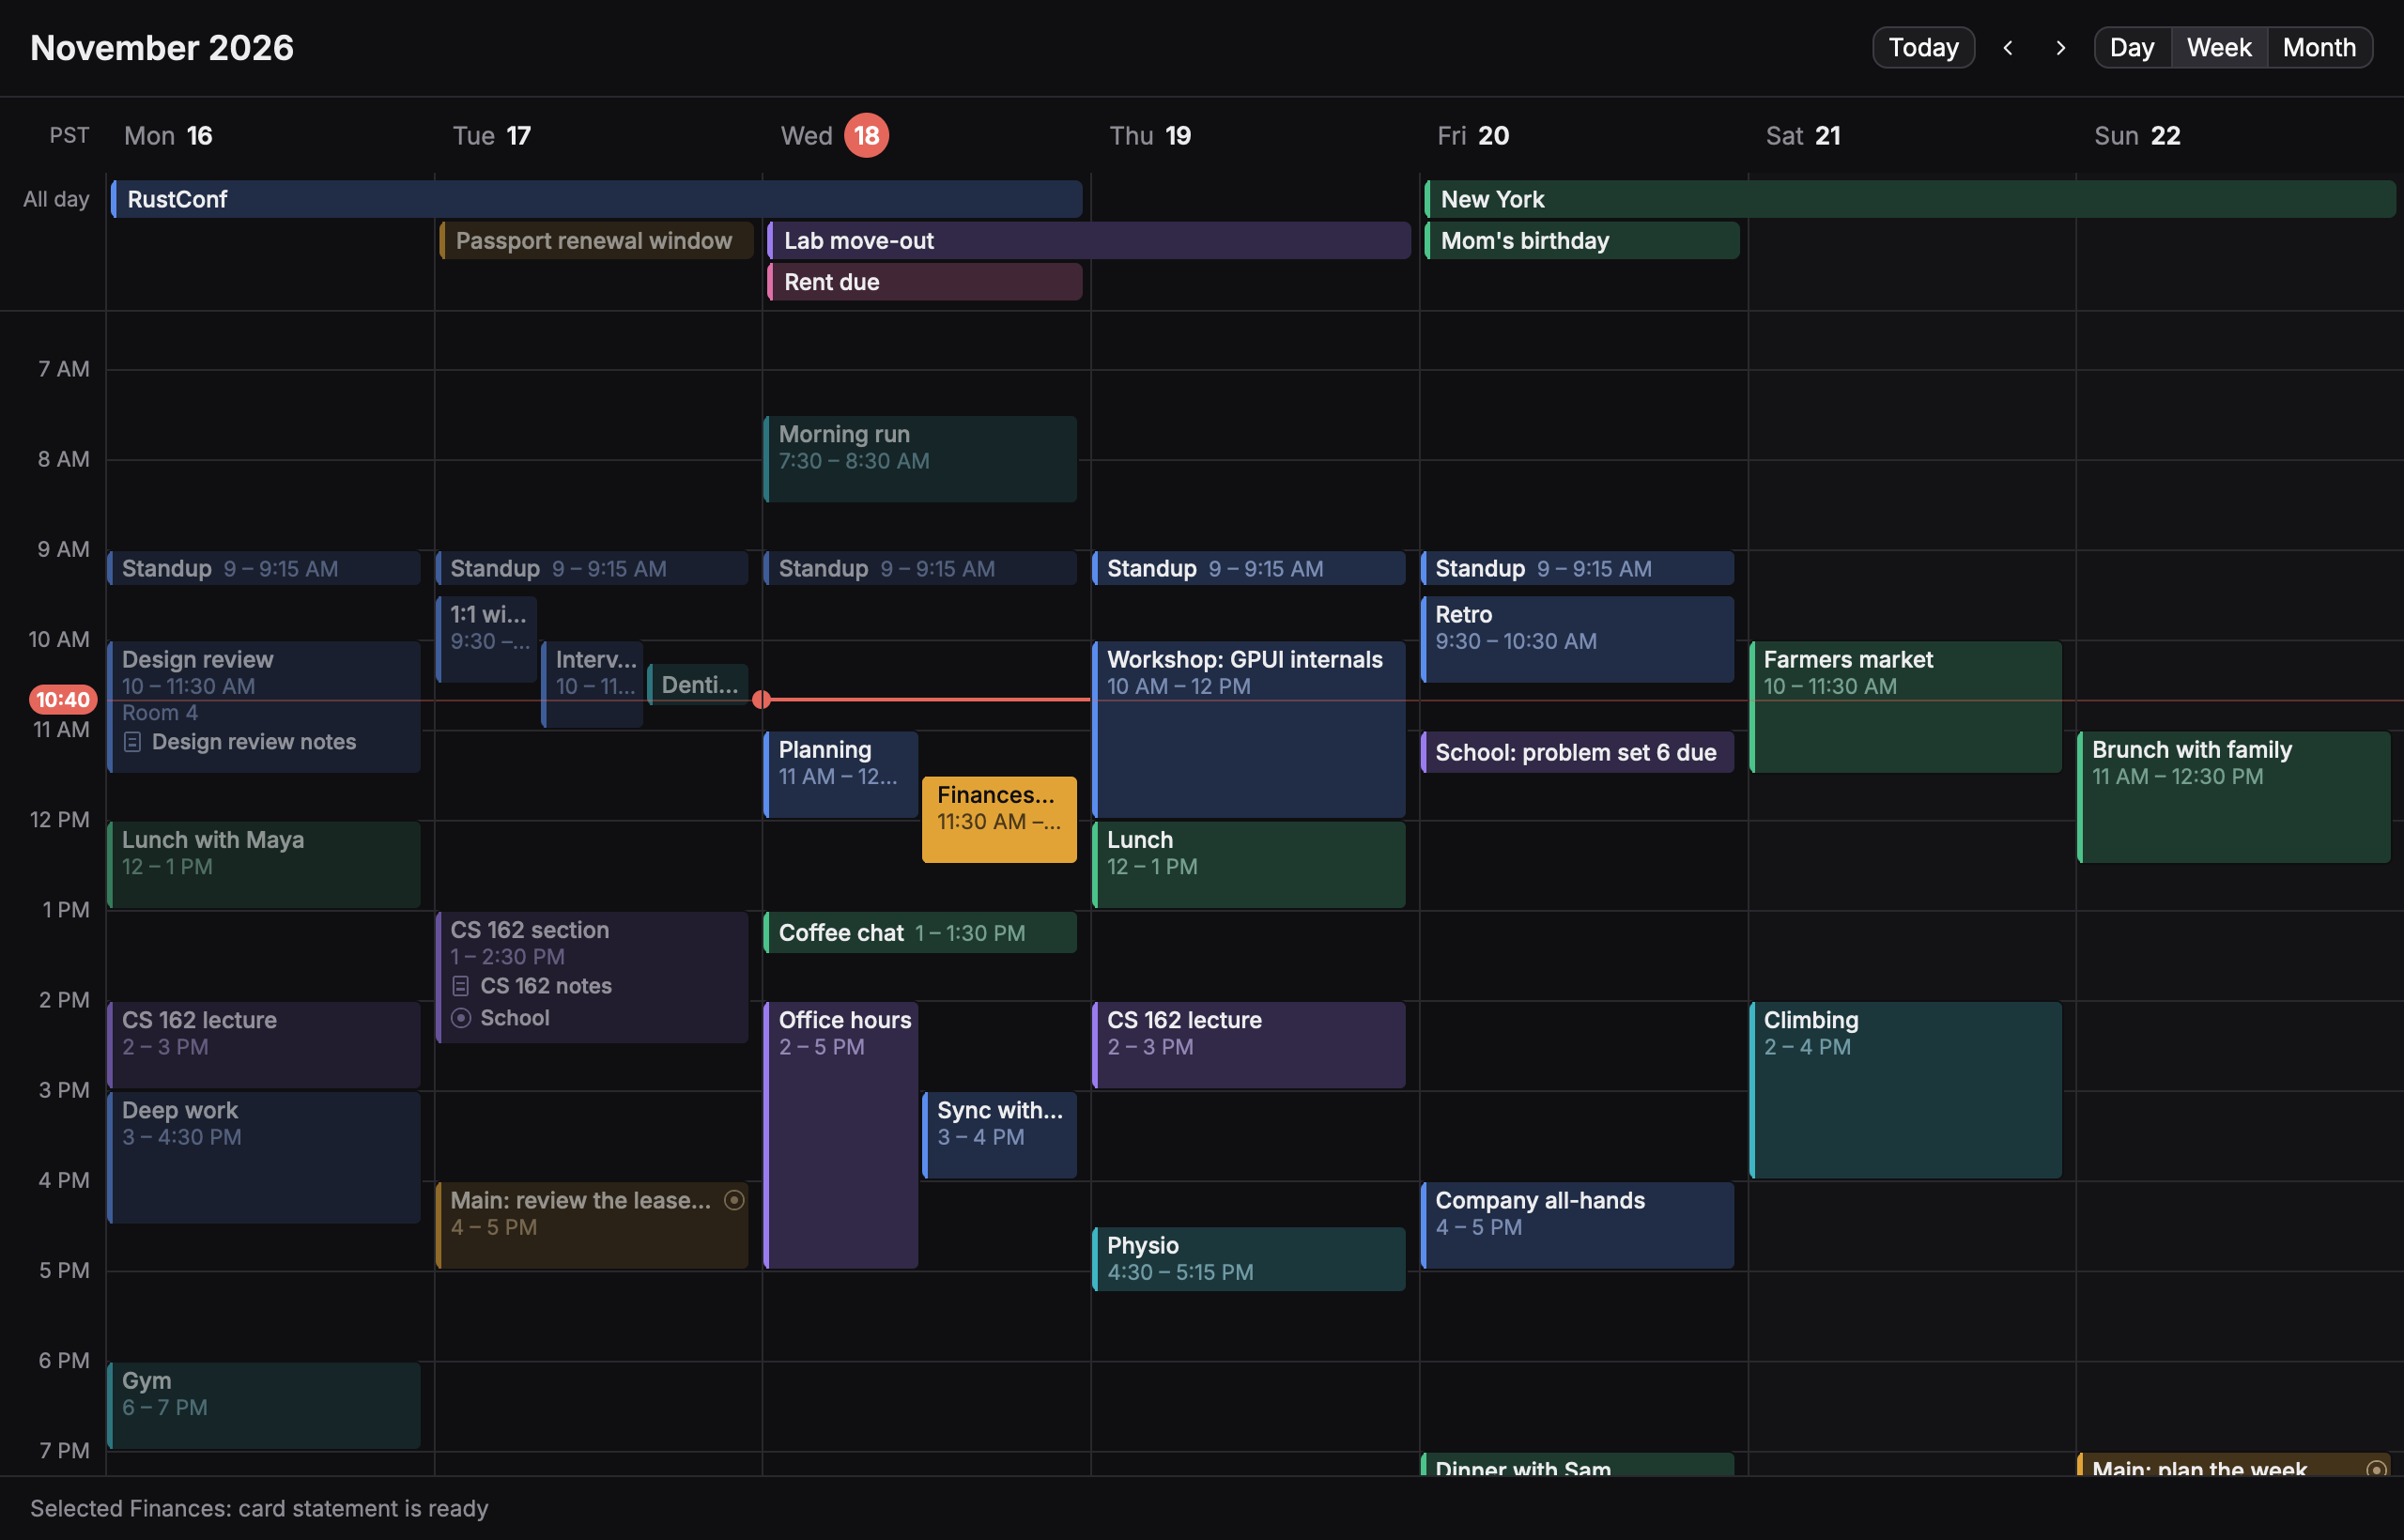 November 2026
Today
Day Week Month
PST
Mon 16
Tue 17
Wed 18
Thu 19
Fri 20
Sat 21
Sun 22
All day
RustConf
New York
Passport renewal window
Lab move-out
Mom's birthday
Rent due
7 AM
8 AM
9 AM
10 AM
10:40
11 AM
12 PM
1 PM
2 PM
3 PM
4 PM
5 PM
6 PM
7 PM
Standup 9 – 9:15 AM
Design review
10 – 11:30 AM
Room 4
Design review notes
Lunch with Maya
12 – 1 PM
CS 162 lecture
2 – 3 PM
Deep work
3 – 4:30 PM
Gym
6 – 7 PM
Standup 9 – 9:15 AM
1:1 wi...
9:30 –...
Interv...
10 – 11...
Denti...
CS 162 section
1 – 2:30 PM
CS 162 notes
School
Main: review the lease...
4 – 5 PM
Morning run
7:30 – 8:30 AM
Standup 9 – 9:15 AM
Planning
11 AM – 12...
Finances...
11:30 AM –...
Coffee chat 1 – 1:30 PM
Office hours
2 – 5 PM
Sync with...
3 – 4 PM
Standup 9 – 9:15 AM
Workshop: GPUI internals
10 AM – 12 PM
Lunch
12 – 1 PM
CS 162 lecture
2 – 3 PM
Physio
4:30 – 5:15 PM
Standup 9 – 9:15 AM
Retro
9:30 – 10:30 AM
School: problem set 6 due
Company all-hands
4 – 5 PM
Dinner with Sam
Farmers market
10 – 11:30 AM
Climbing
2 – 4 PM
Brunch with family
11 AM – 12:30 PM
Main: plan the week
Selected Finances: card statement is ready